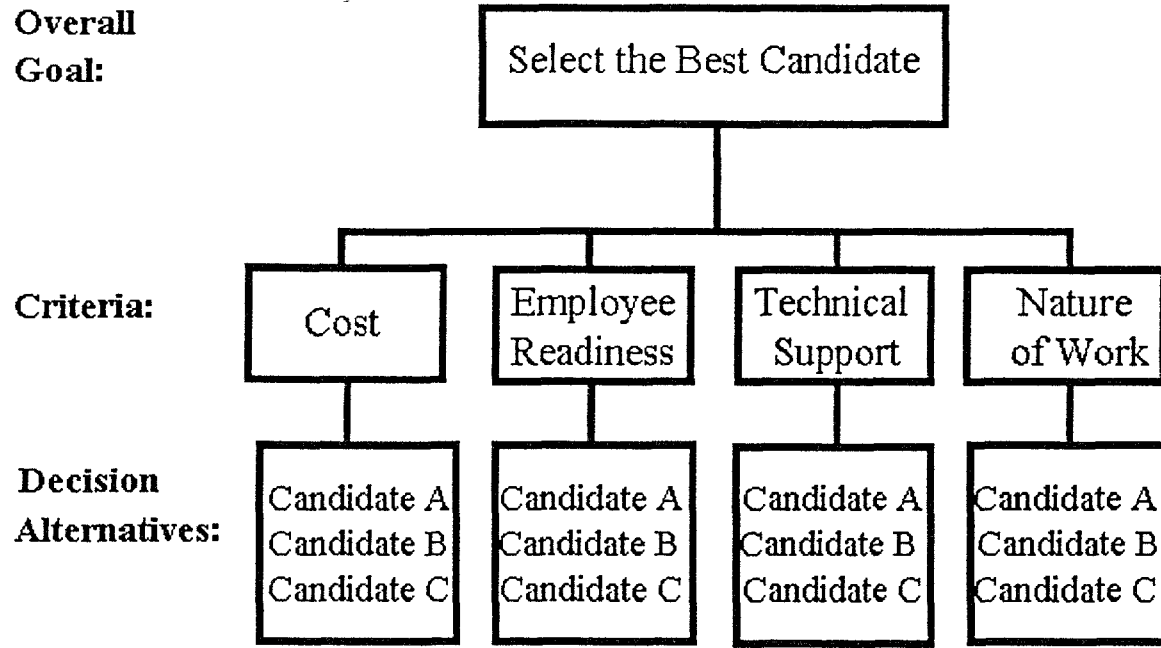 Overall
Goal:
Select the Best Candidate
Criteria:
Cost
Employee
Readiness
Technical
Support
Nature
of Work
Decision
Alternatives:
Candidate A
Candidate B
Candidate C
Candidate A
Candidate B
Candidate C
Candidate A
Candidate B
Candidate C
Candidate A
Candidate B
Candidate C